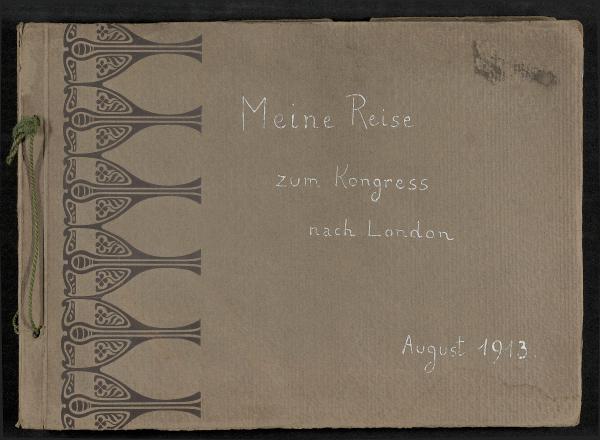 Meine Reise
zum Kongress
nach London
August 1913.